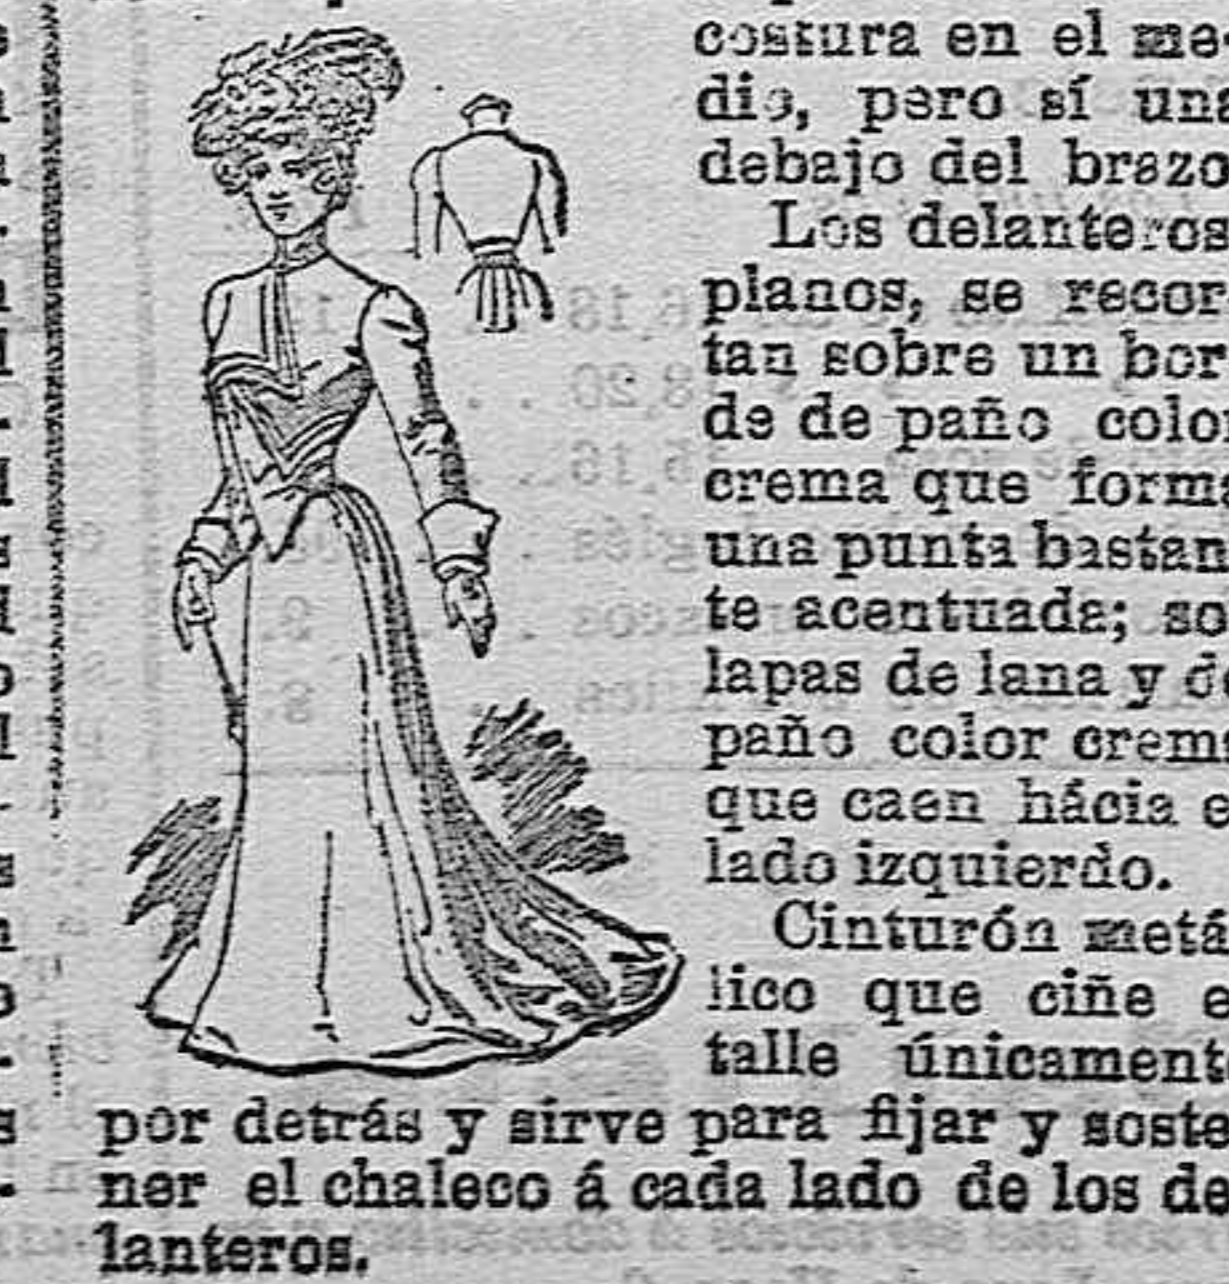 costura en el me-
dio, pero sí una
debajo del brazo
Los delanteros,
planos, se recor
tan sobre un bor
de de paño color
crema que forma
una punta bastan
te acentuada; so
lapas de lana y de
paño color crema
que caen hácia e
lado izquierdo.
Cinturón metá
lico que ciñe e
talle únicamente
por detrás y sirve para fijar y soste
ner el chaleco á cada lado de los de
lanteros.